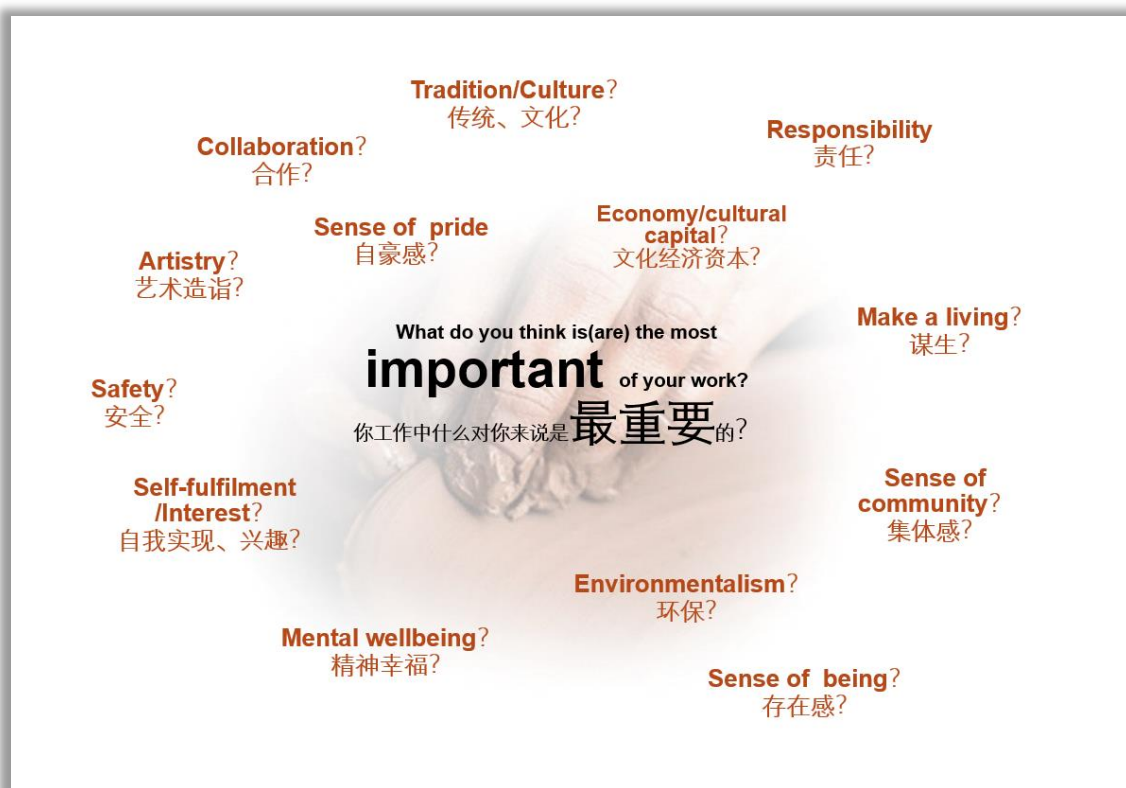 Tradition/Culture?
传统、文化?
Responsibility
责任?
Collaboration?
合作?
Economy/cultural
capital?
文化经济资本?
Sense of  pride
自豪感?
Artistry?
艺术造诣?
Make a living?
谋生?
What do you think is(are) the most
important of your work?
你工作中什么对你来说是最重要的?
Safety?
安全?
Sense of
community?
集体感?
Self-fulfilment
/Interest?
自我实现、兴趣?
Environmentalism?
环保?
Mental wellbeing?
精神幸福?
Sense of  being?
存在感?